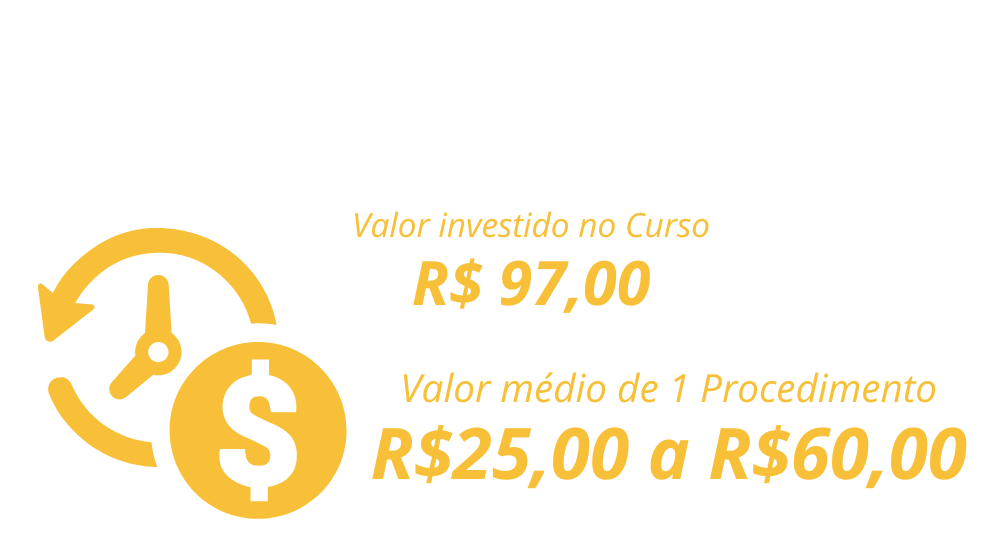 Valor investido no Curso
R$ 97,00
Valor médio de 1 Procedimento
R$25,00 a R$60,00